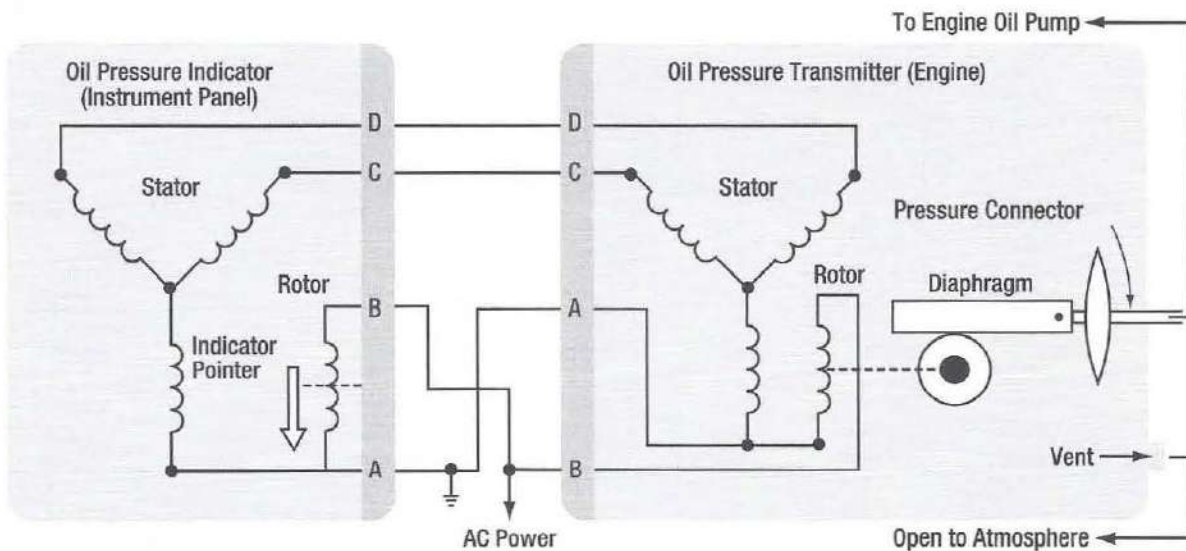 To Engine Oil Pump
Oil Pressure Indicator
(Instrument Panel)
Oil Pressure Transmitter (Engine)
D
D
C
C
Stator
Stator
Pressure Connector
Rotor
Rotor
Diaphragm
B
A
Indicator
Pointer
A
B
Vent
AC Power
Open to Atmosphere